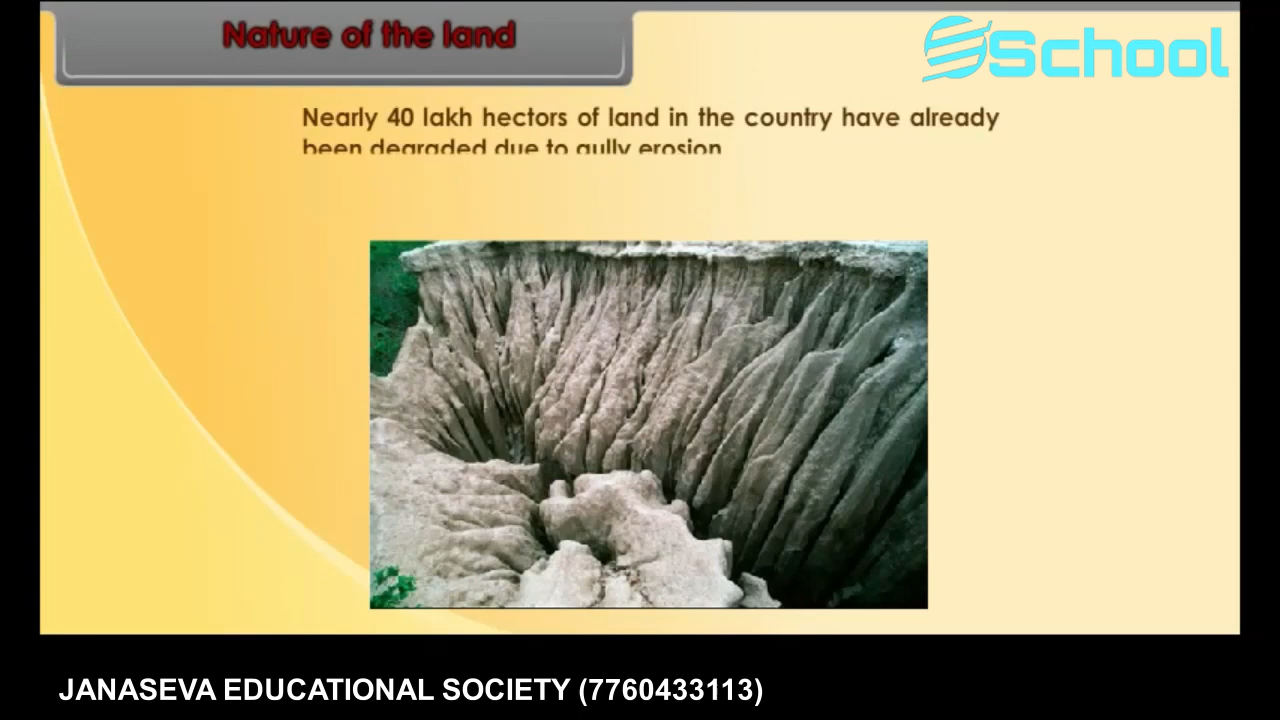 Nature of the land
School
Nearly 40 lakh hectors of land in the country have already
been degraded due to gully erosion
JANASEVA EDUCATIONAL SOCIETY (7760433113)